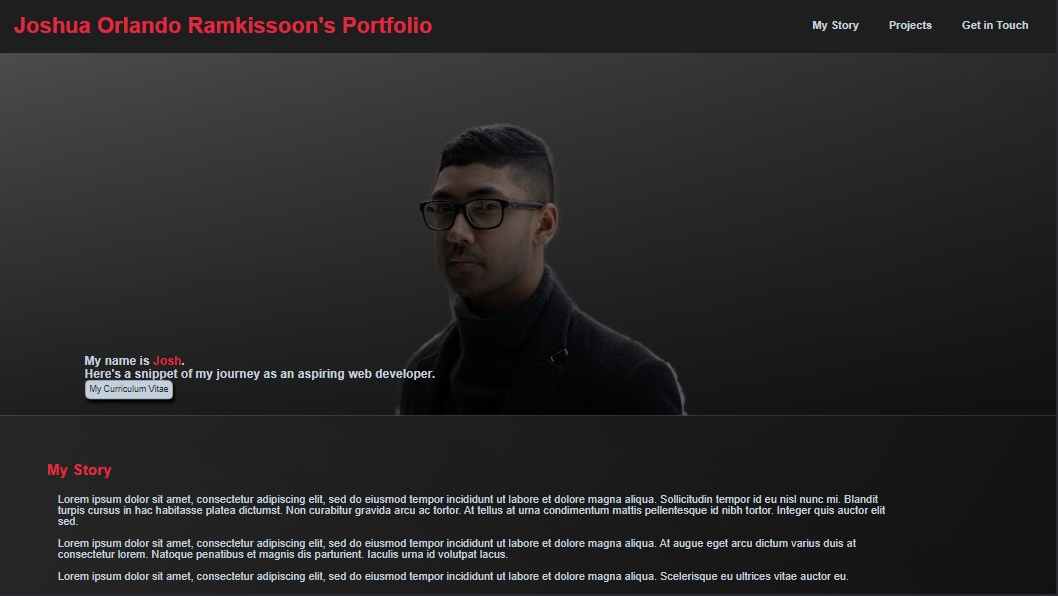 Joshua Orlando Ramkissoon's Portfolio
My Story Projects Get in Touch
My name is Josh.
Here's a snippet of my journey as an aspiring web developer.
My Curriculum Vitae
My Story
Lorem ipsum dolor sit amet, consectetur adipiscing elit, sed do eiusmod tempor incididunt ut labore et dolore magna aliqua. Sollicitudin tempor id eu nisl nunc mi. Blandit
turpis cursus in hac habitasse platea dictumst. Non curabitur gravida arcu ac tortor. At tellus at urna condimentum mattis pellentesque id nibh tortor. Integer quis auctor elit
sed.
Lorem ipsum dolor sit amet, consectetur adipiscing elit, sed do eiusmod tempor incididunt ut labore et dolore magna aliqua. At augue eget arcu dictum varius duis at
consectetur lorem. Natoque penatibus et magnis dis parturient. Iaculis urna id volutpat lacus.
Lorem ipsum dolor sit amet, consectetur adipiscing elit, sed do eiusmod tempor incididunt ut labore et dolore magna aliqua. Scelerisque eu ultrices vitae auctor eu.